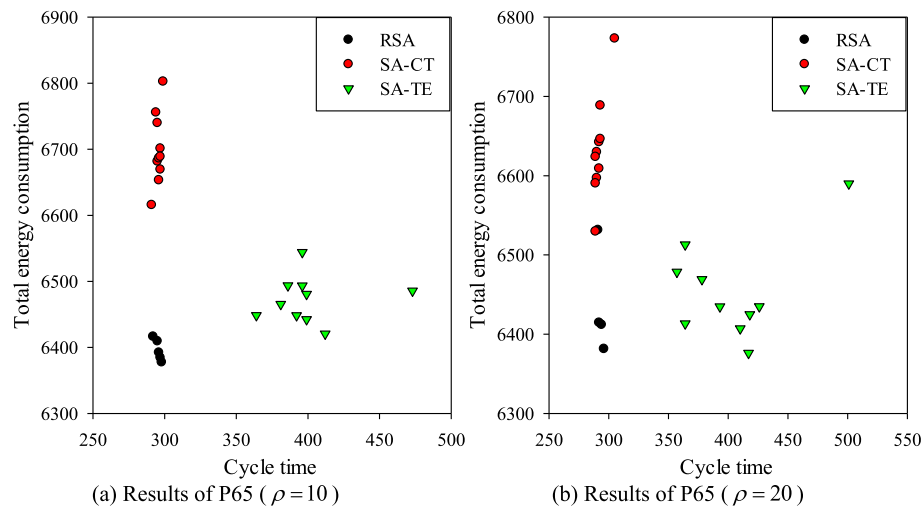 6900
6800
6700
6600
6500
6400
6300
Total energy consumption
250 300 350 400 450 500
Cycle time
RSA
SA-CT
SA-TE
(a) Results of P65 ( ρ = 10 )
6800
6700
6600
6500
6400
6300
Total energy consumption
250 300 350 400 450 500 550
Cycle time
RSA
SA-CT
SA-TE
(b) Results of P65 ( ρ = 20 )